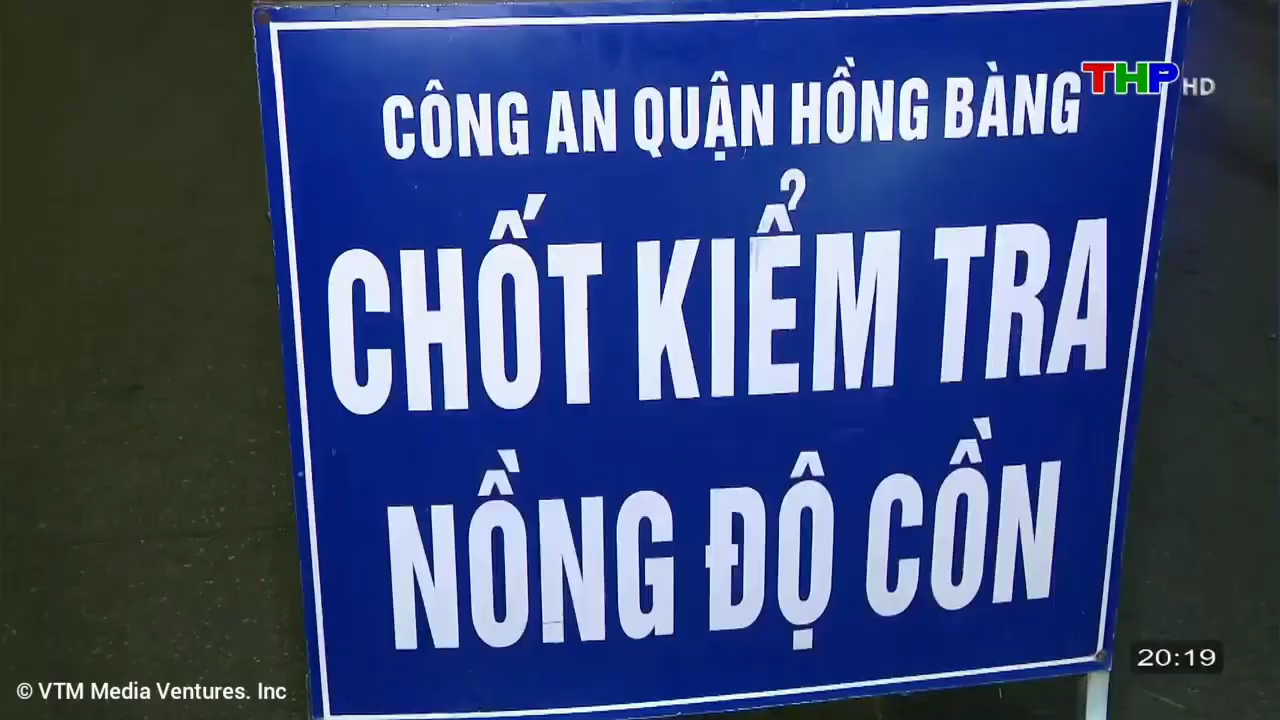 THP HD
CÔNG AN QUẬN HỒNG BÀNG
CHỐT KIỂM TRA
NỒNG ĐỘ CỒN
20:19
© VTM Media Ventures. Inc